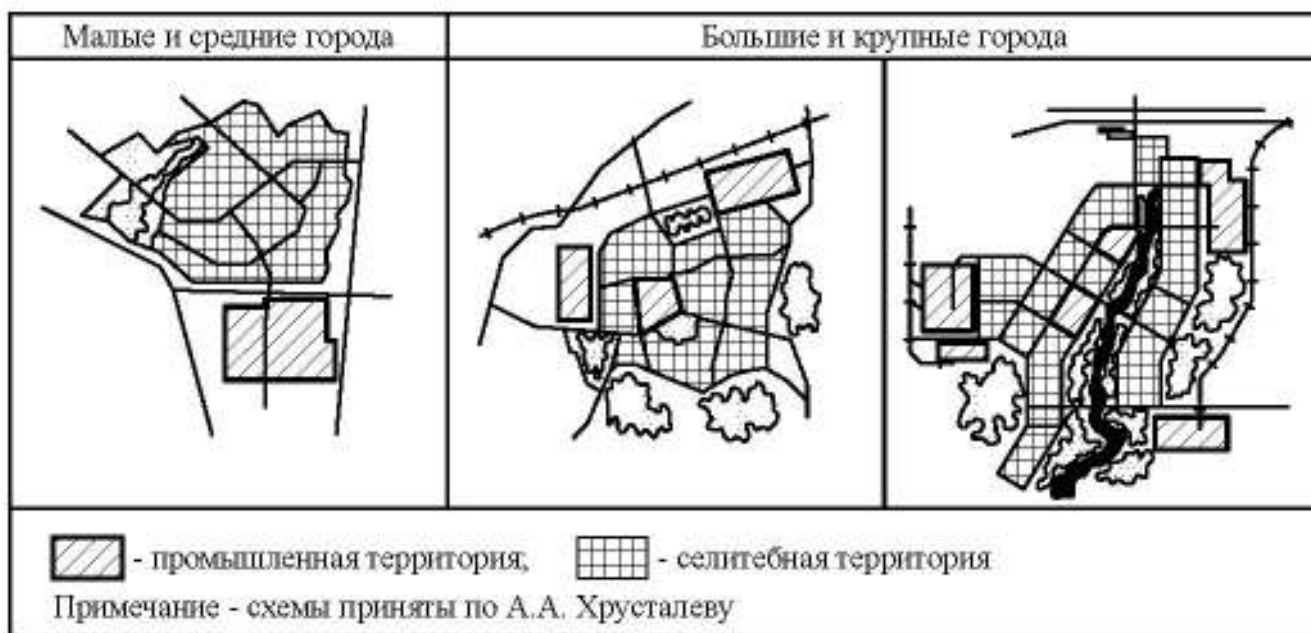 Малые и средние города
Большие и крупные города
- промышленная территория;
- селитебная территория
Примечание - схемы приняты по А.А. Хрусталеву